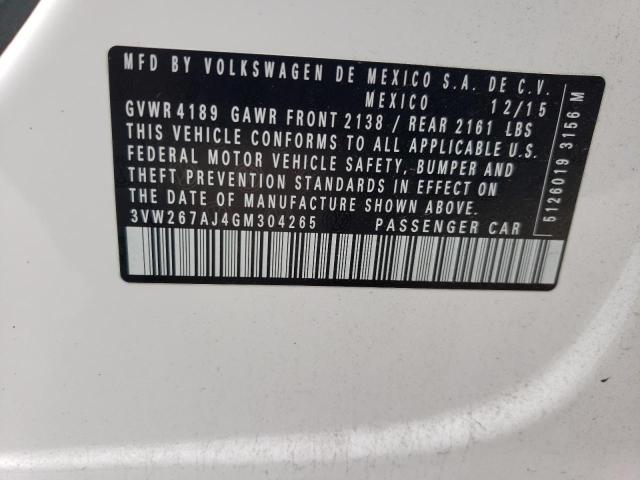 MFD BY VOLKSWAGEN DE MEXICO S.A. DE C.V.
MEXICO 12/15
GVWR 4189 GAWR FRONT 2138 / REAR 2161 LBS
THIS VEHICLE CONFORMS TO ALL APPLICABLE U.S.
FEDERAL MOTOR VEHICLE SAFETY, BUMPER AND
THEFT PREVENTION STANDARDS IN EFFECT ON
THE DATE OF MANUFACTURE SHOWN ABOVE.
3VW267AJ4GM304265 PASSENGER CAR
5126019 3156 M